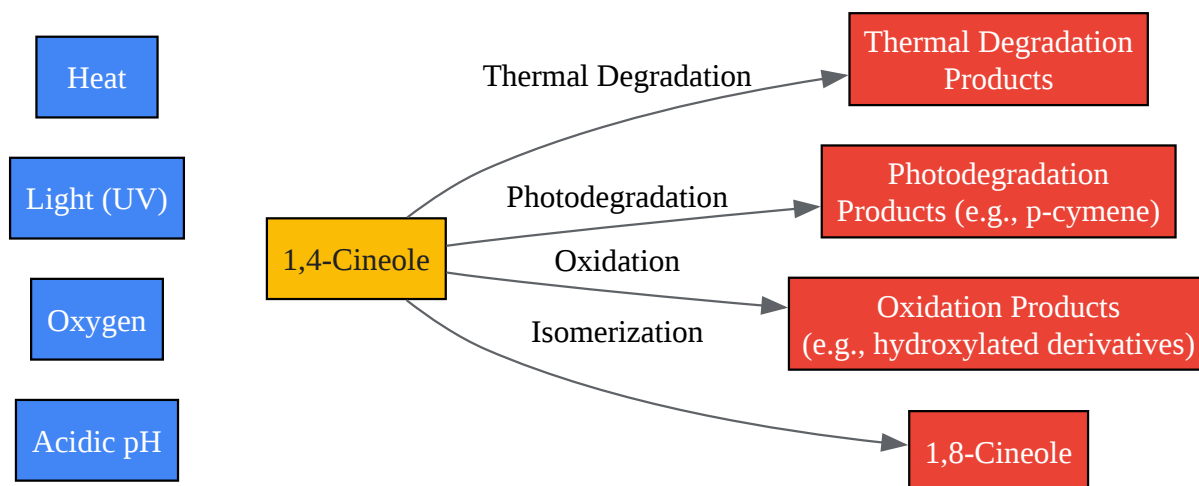 Heat
Light (UV)
Oxygen
Acidic pH
1,4-Cineole
Thermal Degradation
Photodegradation
Oxidation
Isomerization
Thermal Degradation
Products
Photodegradation
Products (e.g., p-cymene)
Oxidation Products
(e.g., hydroxylated derivatives)
1,8-Cineole